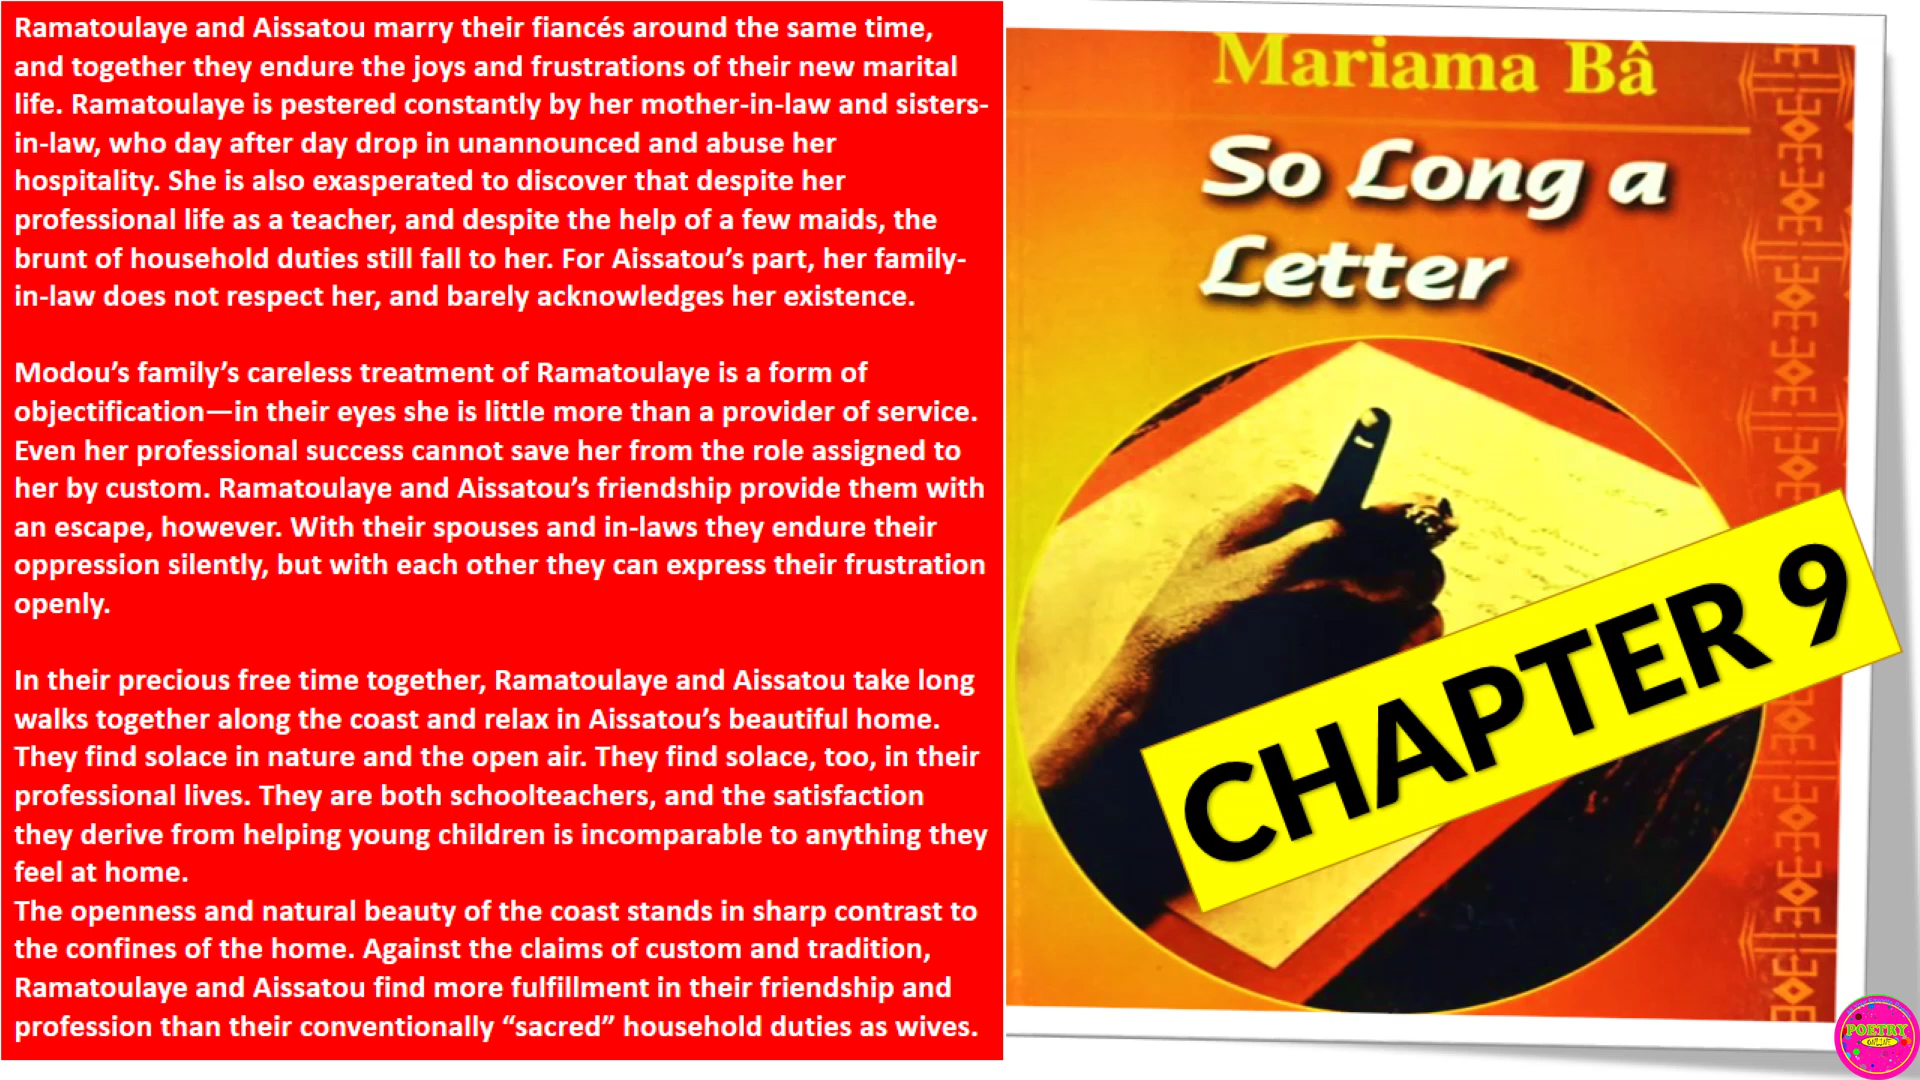 Ramatoulaye and Aissatou marry their fiancés around the same time,
and together they endure the joys and frustrations of their new marital
life. Ramatoulaye is pestered constantly by her mother-in-law and sisters-
in-law, who day after day drop in unannounced and abuse her
hospitality. She is also exasperated to discover that despite her
professional life as a teacher, and despite the help of a few maids, the
brunt of household duties still fall to her. For Aissatou’s part, her family-
in-law does not respect her, and barely acknowledges her existence.
Modou’s family’s careless treatment of Ramatoulaye is a form of
objectification—in their eyes she is little more than a provider of service.
Even her professional success cannot save her from the role assigned to
her by custom. Ramatoulaye and Aissatou’s friendship provide them with
an escape, however. With their spouses and in-laws they endure their
oppression silently, but with each other they can express their frustration
openly.
In their precious free time together, Ramatoulaye and Aissatou take long
walks together along the coast and relax in Aissatou’s beautiful home.
They find solace in nature and the open air. They find solace, too, in their
professional lives. They are both schoolteachers, and the satisfaction
they derive from helping young children is incomparable to anything they
feel at home.
The openness and natural beauty of the coast stands in sharp contrast to
the confines of the home. Against the claims of custom and tradition,
Ramatoulaye and Aissatou find more fulfillment in their friendship and
profession than their conventionally “sacred” household duties as wives.
Mariama Bâ
So Long a
Letter
CHAPTER 9
POETRY
ONLINE